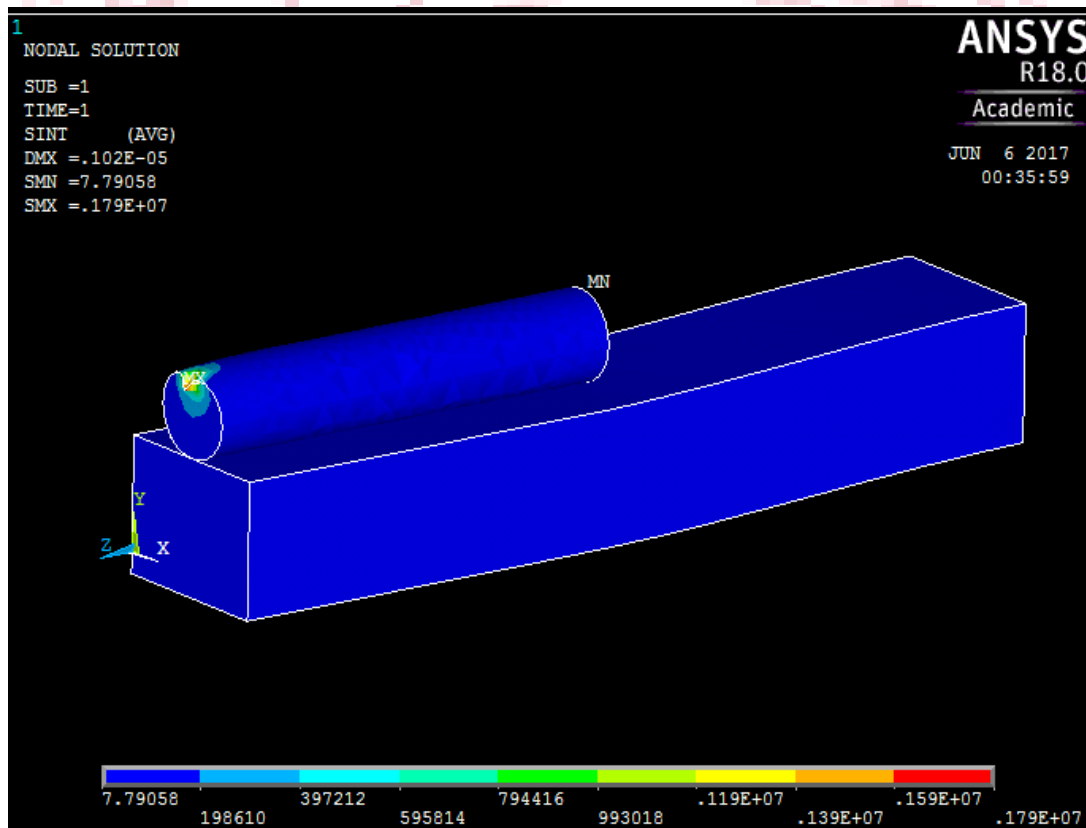 1
NODAL SOLUTION
SUB =1
TIME=1
SINT (AVG)
DMX =.102E-05
SMN =7.79058
SMX =.179E+07
ANSYS
R18.0
Academic
JUN 6 2017
00:35:59
MN
MX
Y
Z
X
7.79058
198610
397212
595814
794416
993018
.119E+07
.139E+07
.159E+07
.179E+07